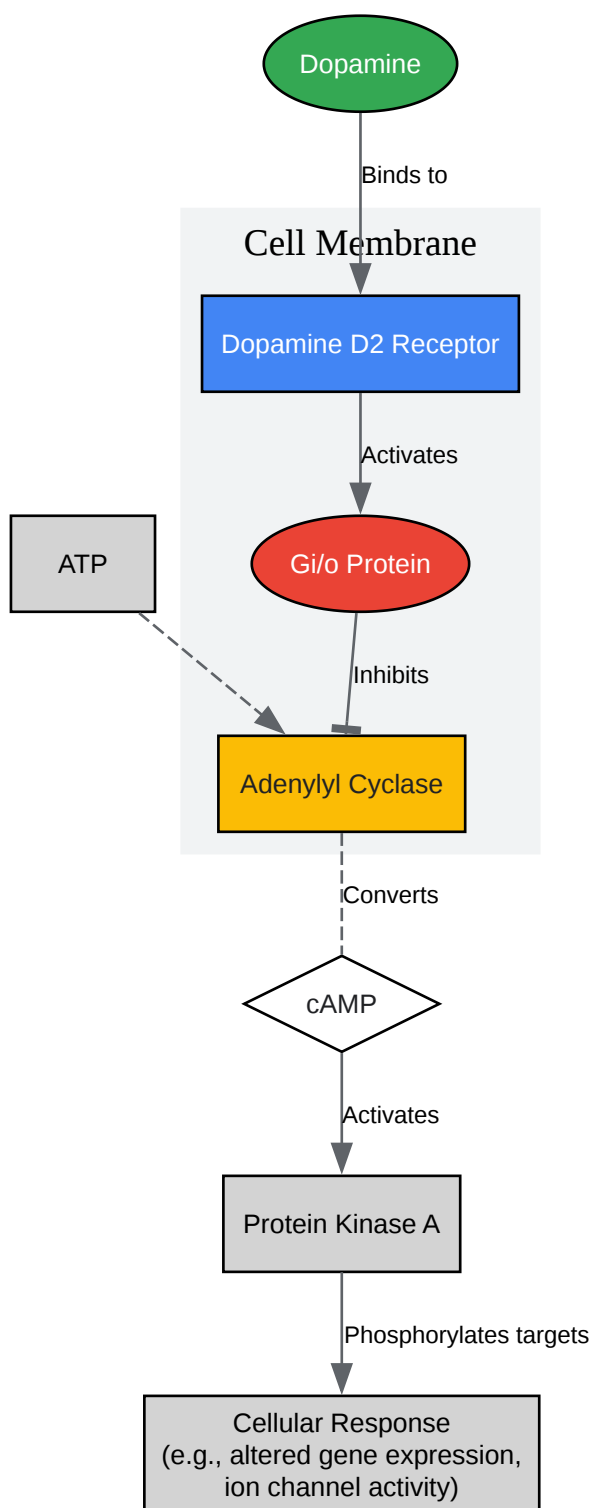 Dopamine
Binds to
Cell Membrane
Dopamine D2 Receptor
Activates
ATP
Gi/o Protein
Inhibits
Adenylyl Cyclase
Converts
cAMP
Activates
Protein Kinase A
Phosphorylates targets
Cellular Response
(e.g., altered gene expression,
ion channel activity)